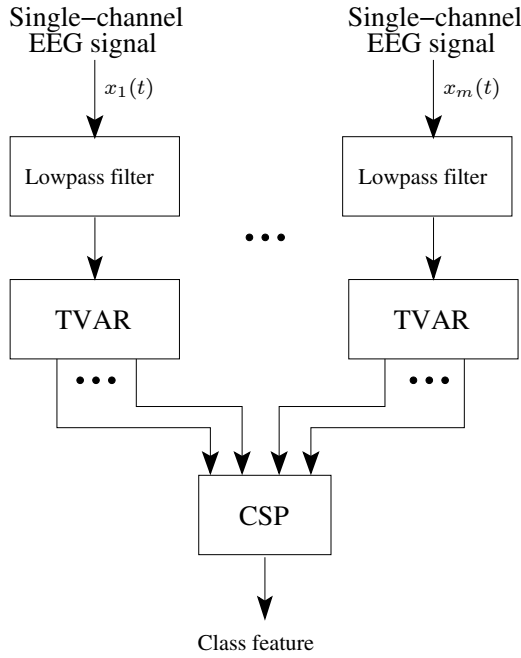 Single−channel
EEG signal
Single−channel
EEG signal
x₁(t)
xₘ(t)
Lowpass filter
Lowpass filter
•••
TVAR
TVAR
•••
•••
CSP
Class feature